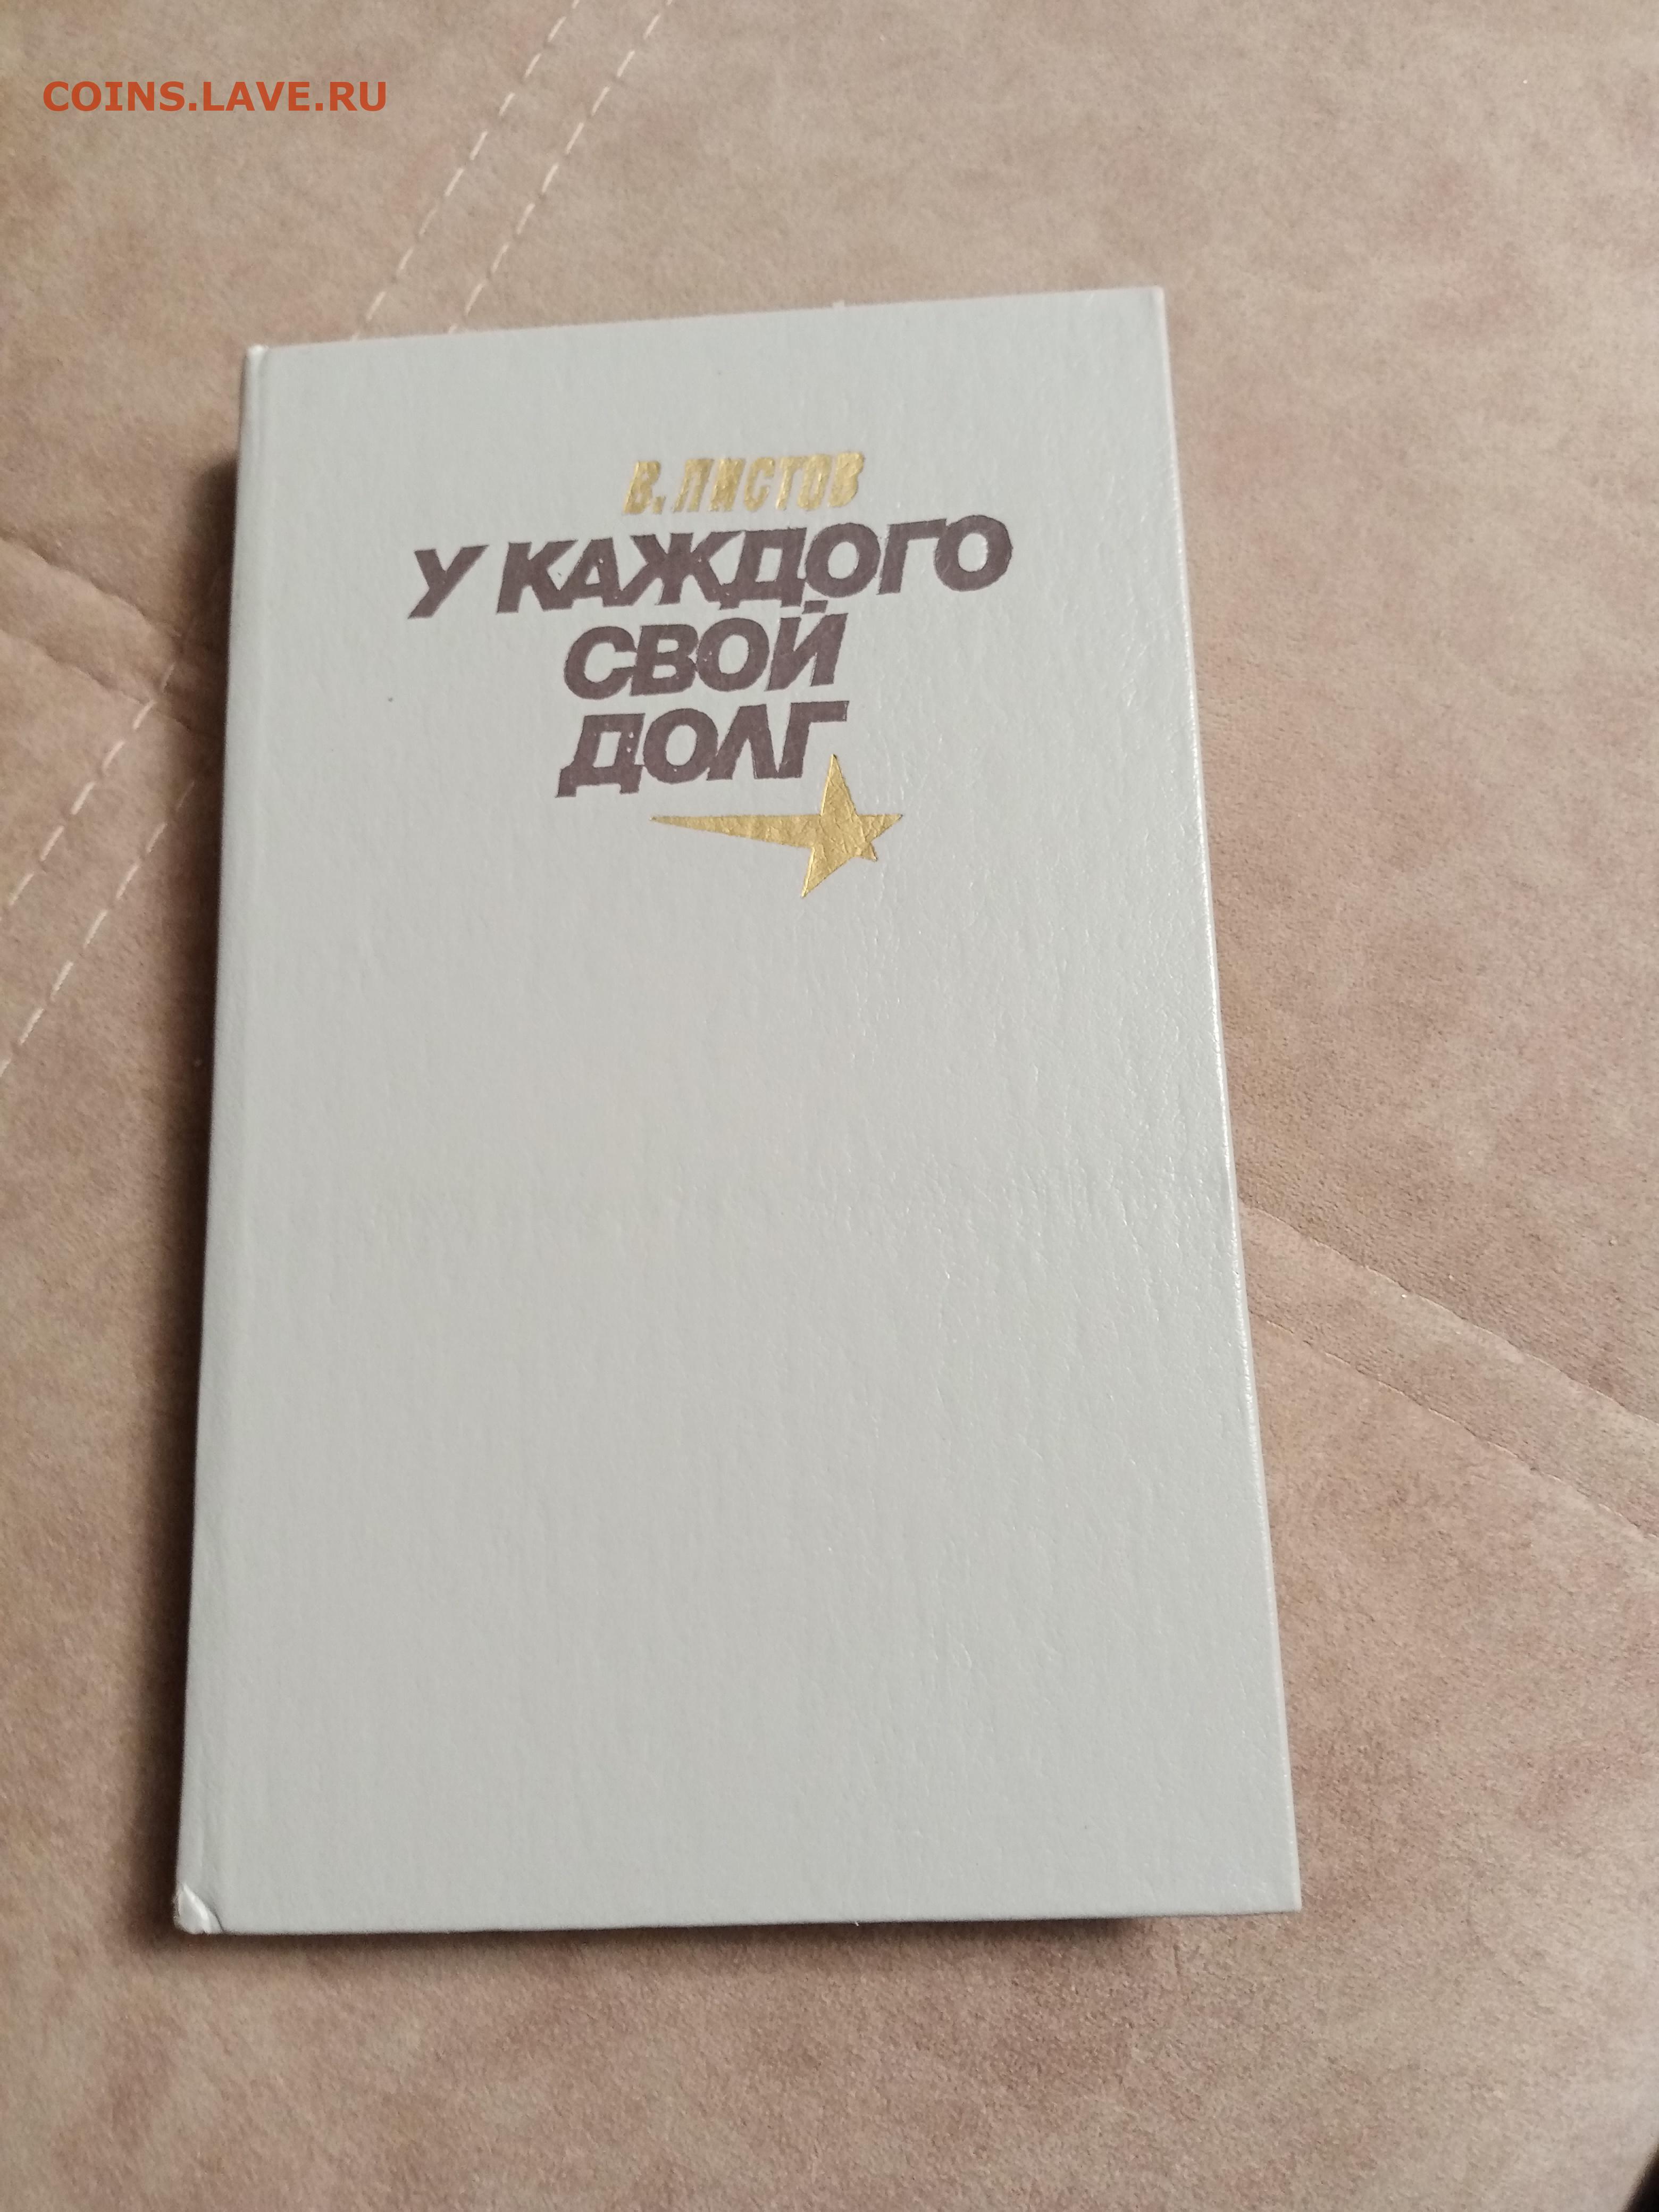 COINS.LAVE.RU
В. ЛИСТОВ
У КАЖДОГО
СВОЙ
ДОЛГ